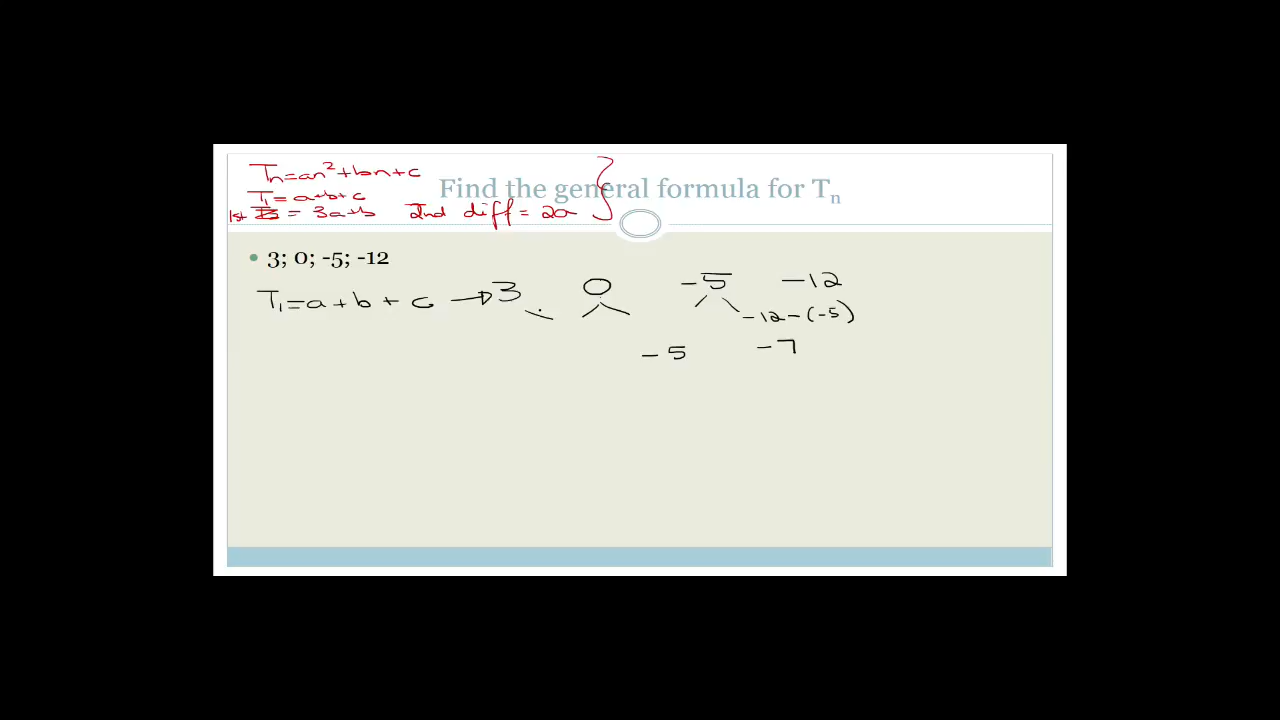 Tn=an²+bn+c
Find the general formula for Tn
T1=a+b+c
1st = 3a+b 2nd diff = 2a
3; 0; -5; -12
T1=a+b+c → 3 0 -5 -12
-12-(-5)
-5 -7